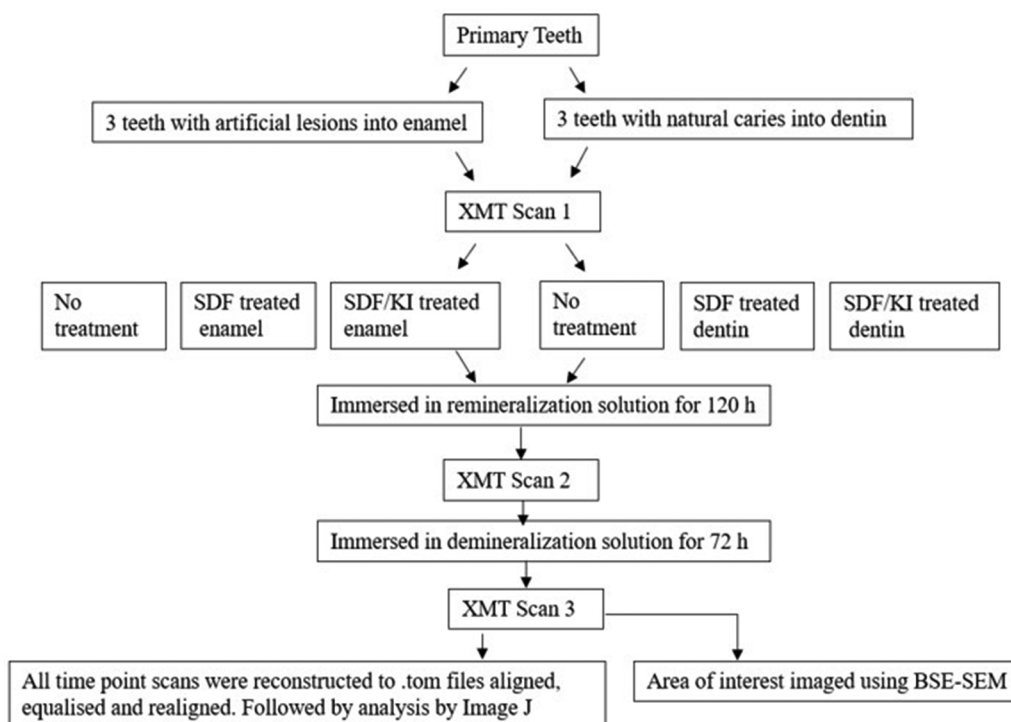 Primary Teeth
3 teeth with artificial lesions into enamel
3 teeth with natural caries into dentin
XMT Scan 1
No
treatment
SDF treated
enamel
SDF/KI treated
enamel
No
treatment
SDF treated
dentin
SDF/KI treated
dentin
Immersed in remineralization solution for 120 h
XMT Scan 2
Immersed in demineralization solution for 72 h
XMT Scan 3
All time point scans were reconstructed to .tom files aligned,
equalised and realigned. Followed by analysis by Image J
Area of interest imaged using BSE-SEM